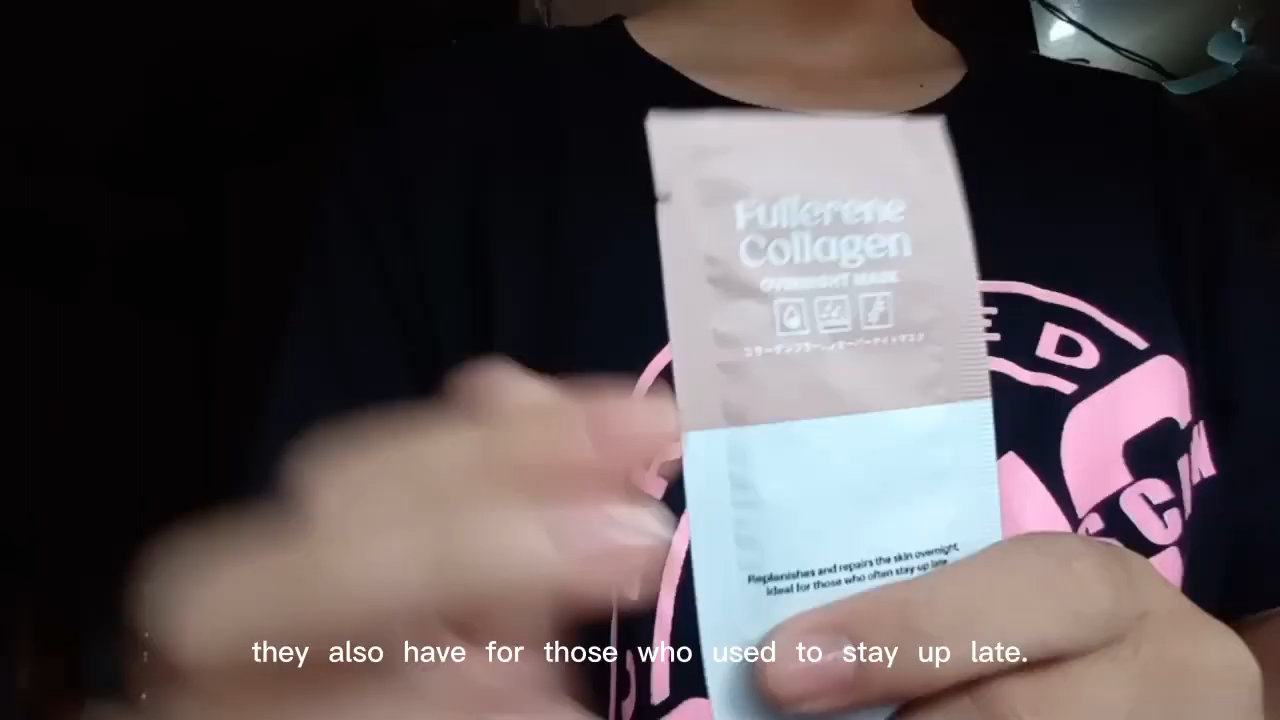 Fullerene
Collagen
OVERNIGHT MASK
ED
Replenishes and repairs the skin overnight,
ideal for those who often stay up late.
they also have for those who used to stay up late.